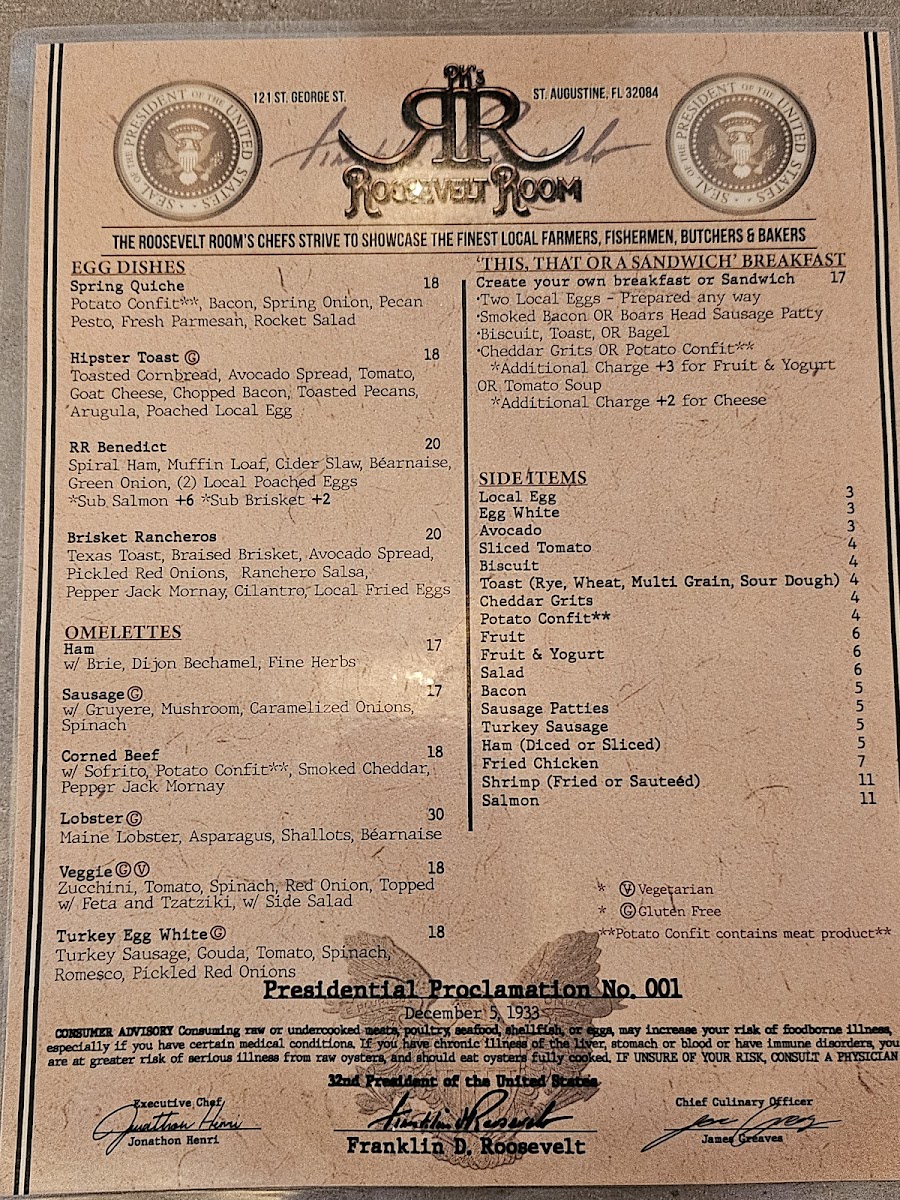 PK's
121 ST. GEORGE ST.
ST. AUGUSTINE, FL 32084
RR
ROOSEVELT ROOM
SEAL OF THE PRESIDENT OF THE UNITED STATES
SEAL OF THE PRESIDENT OF THE UNITED STATES
THE ROOSEVELT ROOM'S CHEFS STRIVE TO SHOWCASE THE FINEST LOCAL FARMERS, FISHERMEN, BUTCHERS & BAKERS
EGG DISHES
Spring Quiche 18
Potato Confit**, Bacon, Spring Onion, Pecan
Pesto, Fresh Parmesan, Rocket Salad
Hipster Toast Ⓖ 18
Toasted Cornbread, Avocado Spread, Tomato,
Goat Cheese, Chopped Bacon, Toasted Pecans,
Arugula, Poached Local Egg
RR Benedict 20
Spiral Ham, Muffin Loaf, Cider Slaw, Béarnaise,
Green Onion, (2) Local Poached Eggs
*Sub Salmon +6 *Sub Brisket +2
Brisket Rancheros 20
Texas Toast, Braised Brisket, Avocado Spread,
Pickled Red Onions, Ranchero Salsa,
Pepper Jack Mornay, Cilantro, Local Fried Eggs
OMELETTES
Ham 17
w/ Brie, Dijon Bechamel, Fine Herbs
Sausage Ⓖ 17
w/ Gruyere, Mushroom, Caramelized Onions,
Spinach
Corned Beef 18
w/ Sofrito, Potato Confit**, Smoked Cheddar,
Pepper Jack Mornay
Lobster Ⓖ 30
Maine Lobster, Asparagus, Shallots, Béarnaise
Veggie Ⓖ Ⓥ 18
Zucchini, Tomato, Spinach, Red Onion, Topped
w/ Feta and Tzatziki, w/ Side Salad
Turkey Egg White Ⓖ 18
Turkey Sausage, Gouda, Tomato, Spinach,
Romesco, Pickled Red Onions
'THIS, THAT OR A SANDWICH' BREAKFAST
Create your own breakfast or Sandwich 17
·Two Local Eggs - Prepared any way
·Smoked Bacon OR Boars Head Sausage Patty
·Biscuit, Toast, OR Bagel
·Cheddar Grits OR Potato Confit**
*Additional Charge +3 for Fruit & Yogurt
OR Tomato Soup
*Additional Charge +2 for Cheese
SIDE ITEMS
Local Egg 3
Egg White 3
Avocado 3
Sliced Tomato 4
Biscuit 4
Toast (Rye, Wheat, Multi Grain, Sour Dough) 4
Cheddar Grits 4
Potato Confit** 4
Fruit 6
Fruit & Yogurt 6
Salad 6
Bacon 5
Sausage Patties 5
Turkey Sausage 5
Ham (Diced or Sliced) 5
Fried Chicken 7
Shrimp (Fried or Sauteéd) 11
Salmon 11
* Ⓥ Vegetarian
* Ⓖ Gluten Free
**Potato Confit contains meat product**
Presidential Proclamation No. 001
December 5, 1933
CONSUMER ADVISORY Consuming raw or undercooked meats, poultry, seafood, shellfish, or eggs, may increase your risk of foodborne illness,
especially if you have certain medical conditions. If you have chronic illness of the liver, stomach or blood or have immune disorders, you
are at greater risk of serious illness from raw oysters, and should eat oysters fully cooked. IF UNSURE OF YOUR RISK, CONSULT A PHYSICIAN
32nd President of the United States
Executive Chef
Jonathon Henri
Jonathon Henri
Franklin D. Roosevelt
Franklin D. Roosevelt
Chief Culinary Officer
James Greaves